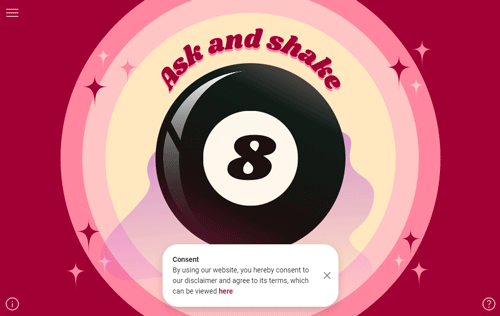 Ask and shake
8
Consent
By using our website, you hereby consent to
our disclaimer and agree to its terms, which
can be viewed here